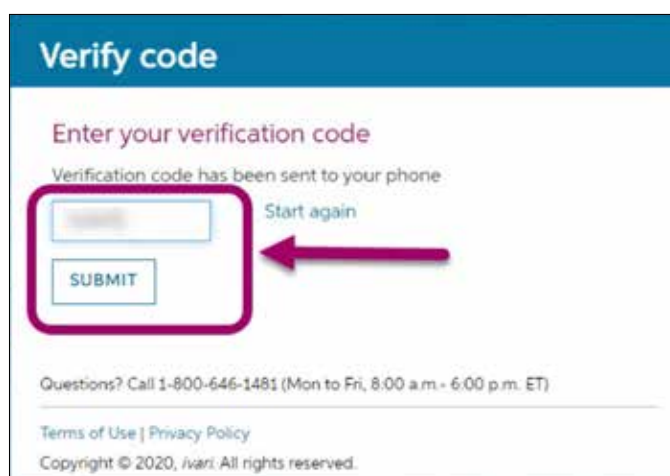 Verify code
Enter your verification code
Verification code has been sent to your phone
Start again
SUBMIT
Questions? Call 1-800-646-1481 (Mon to Fri, 8:00 a.m.- 6:00 p.m. ET)
Terms of Use | Privacy Policy
Copyright © 2020, ivari. All rights reserved.